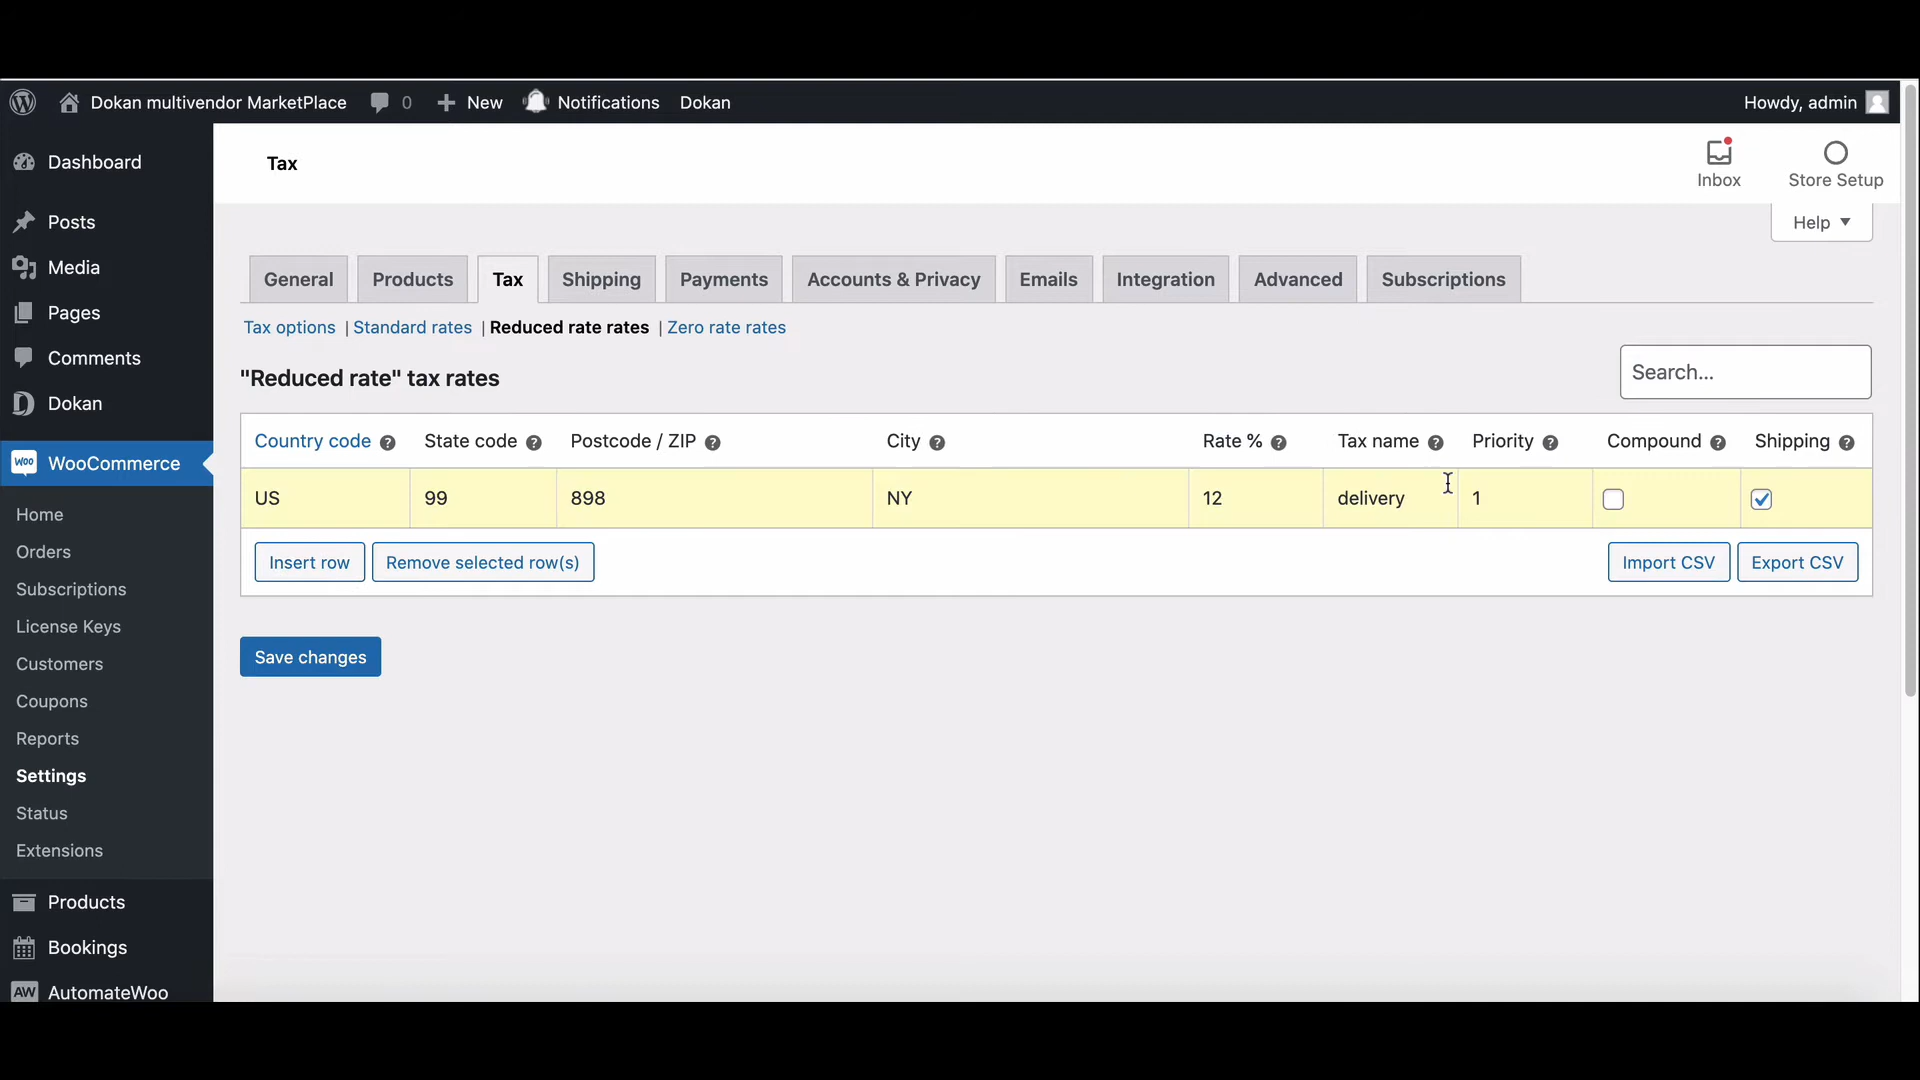 Dokan multivendor MarketPlace 0 New Notifications Dokan Howdy, admin
Dashboard
Posts
Media
Pages
Comments
Dokan
Woo WooCommerce
Home
Orders
Subscriptions
License Keys
Customers
Coupons
Reports
Settings
Status
Extensions
Products
Bookings
AW AutomateWoo
Tax
Inbox
Store Setup
Help
General Products Tax Shipping Payments Accounts & Privacy Emails Integration Advanced Subscriptions
Tax options | Standard rates | Reduced rate rates | Zero rate rates
"Reduced rate" tax rates
Search...
Country code ? State code ? Postcode / ZIP ? City ? Rate % ? Tax name ? Priority ? Compound ? Shipping ?
US 99 898 NY 12 delivery 1
Insert row Remove selected row(s) Import CSV Export CSV
Save changes